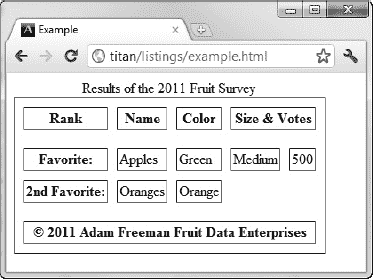 Example
titan/listings/example.html
Results of the 2011 Fruit Survey
Rank Name Color Size & Votes
Favorite: Apples Green Medium 500
2nd Favorite: Oranges Orange
© 2011 Adam Freeman Fruit Data Enterprises